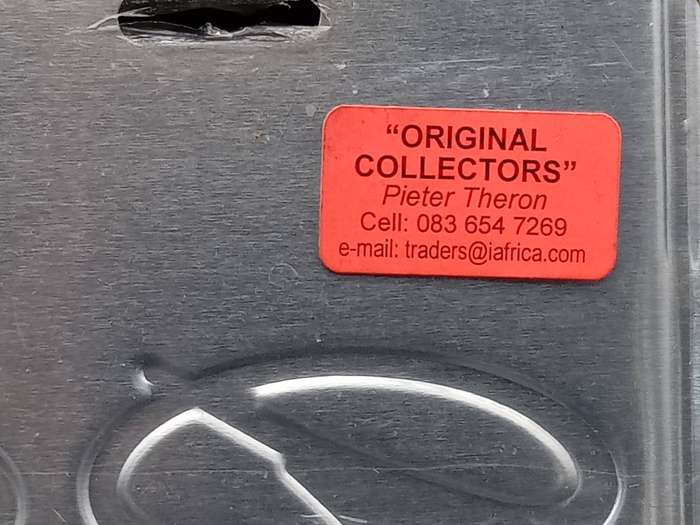 “ORIGINAL
COLLECTORS”
Pieter Theron
Cell: 083 654 7269
e-mail: traders@iafrica.com